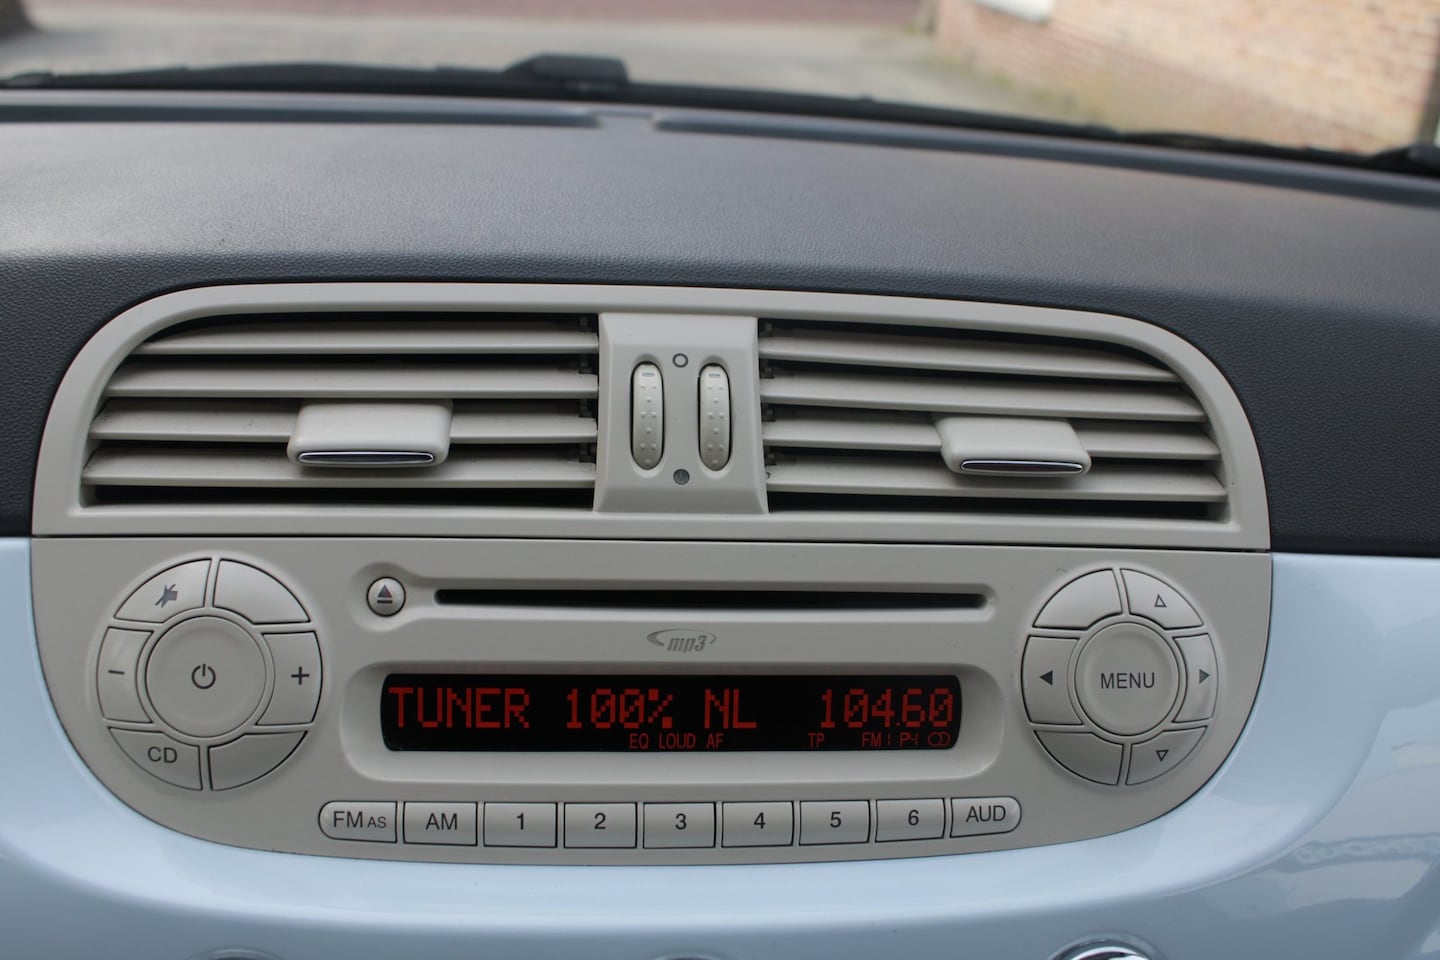 mp3
TUNER 100% NL 104.60
EQ LOUD AF TP FM1 P4
CD
MENU
FM AS AM 1 2 3 4 5 6 AUD